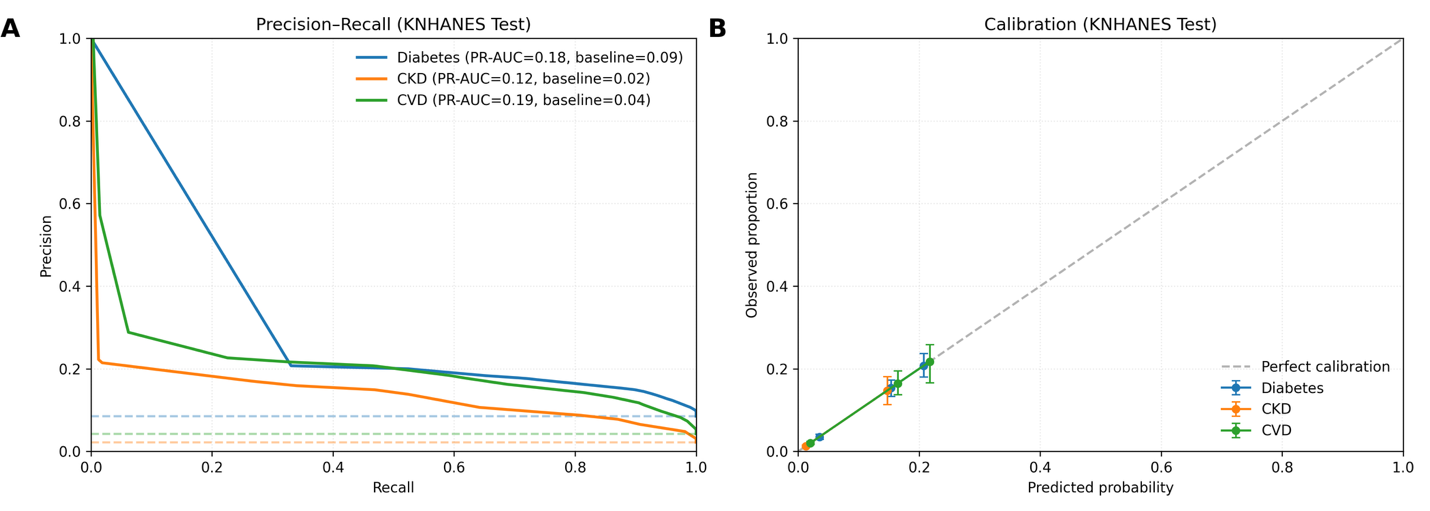 A
Precision–Recall (KNHANES Test)
Diabetes (PR-AUC=0.18, baseline=0.09)
CKD (PR-AUC=0.12, baseline=0.02)
CVD (PR-AUC=0.19, baseline=0.04)
1.0
0.8
0.6
0.4
0.2
0.0
Precision
0.0 0.2 0.4 0.6 0.8 1.0
Recall
B
Calibration (KNHANES Test)
1.0
0.8
0.6
0.4
0.2
0.0
Observed proportion
Perfect calibration
Diabetes
CKD
CVD
0.0 0.2 0.4 0.6 0.8 1.0
Predicted probability